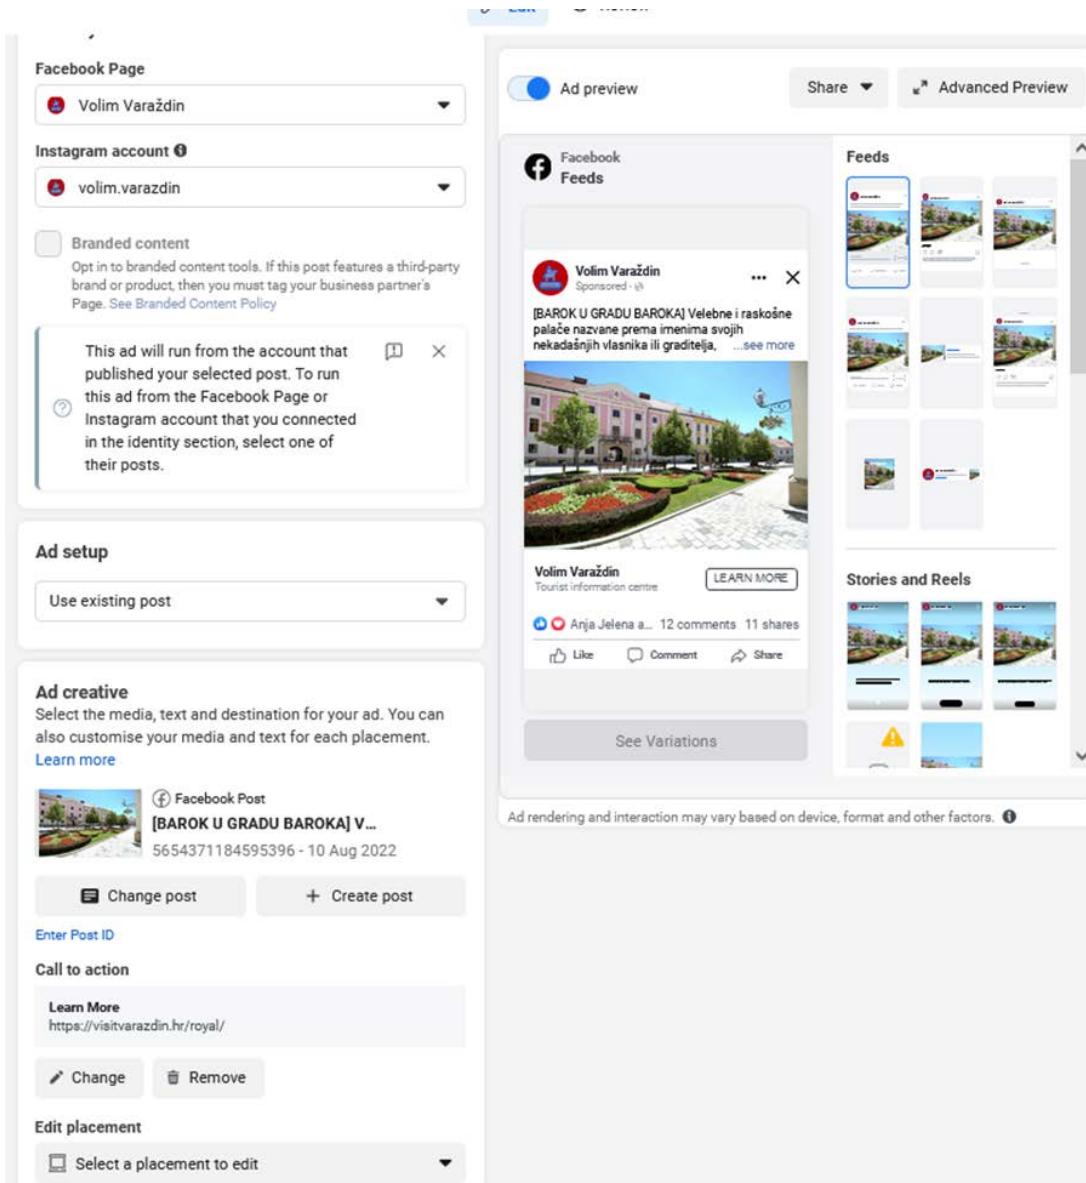 Facebook Page
Volim Varaždin
Instagram account
volim.varazdin
Branded content
Opt in to branded content tools. If this post features a third-party
brand or product, then you must tag your business partner's
Page. See Branded Content Policy
This ad will run from the account that
published your selected post. To run
this ad from the Facebook Page or
Instagram account that you connected
in the identity section, select one of
their posts.
Ad setup
Use existing post
Ad creative
Select the media, text and destination for your ad. You can
also customise your media and text for each placement.
Learn more
Facebook Post
[BAROK U GRADU BAROKA] V...
5654371184595396 - 10 Aug 2022
Change post
+ Create post
Enter Post ID
Call to action
Learn More
https://visitvarazdin.hr/royal/
Change
Remove
Edit placement
Select a placement to edit
Ad preview
Share
Advanced Preview
Facebook
Feeds
Volim Varaždin
Sponsored ·
[BAROK U GRADU BAROKA] Velebne i raskošne
palače nazvane prema imenima svojih
nekadašnjih vlasnika ili graditelja, ...see more
Volim Varaždin
Tourist information centre
LEARN MORE
Anja Jelena a... 12 comments 11 shares
Like
Comment
Share
See Variations
Feeds
Stories and Reels
Ad rendering and interaction may vary based on device, format and other factors.